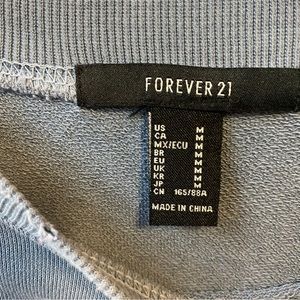 FOREVER 21
US M
CA M
MX/ECU M
BR M
EU M
UK M
KR M
JP M
CN 165/88A
MADE IN CHINA